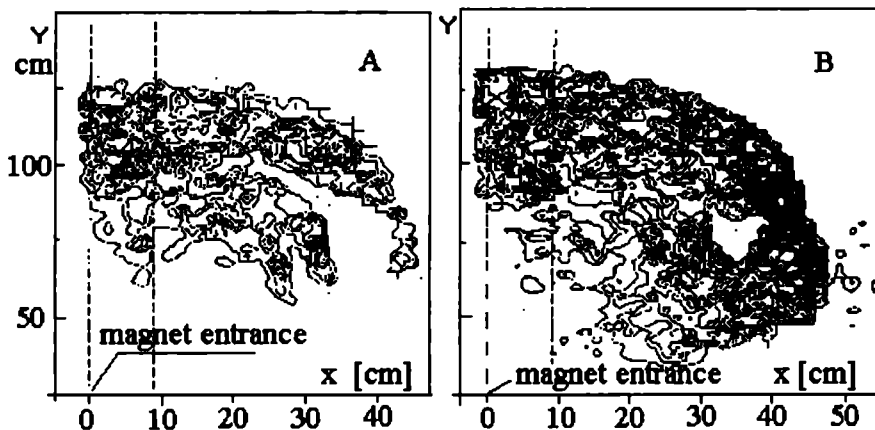 Y
cm
A
100
50
magnet entrance
x [cm]
0 10 20 30 40
Y
B
magnet entrance
x [cm]
0 10 20 30 40 50